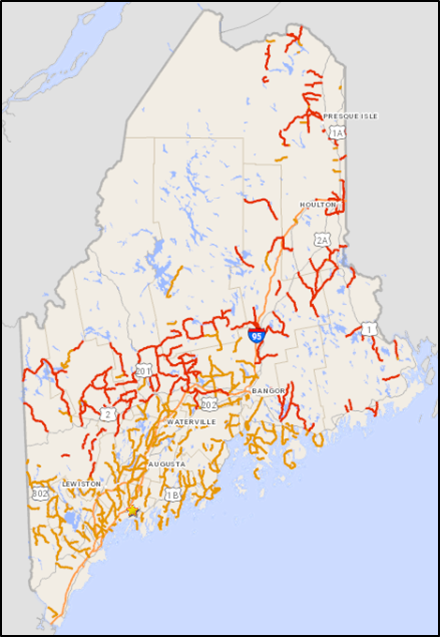 PRESQUE ISLE
1A
HOULTON
2A
95
1
201
BANGOR
202
2
WATERVILLE
AUGUSTA
LEWISTON
302
1B